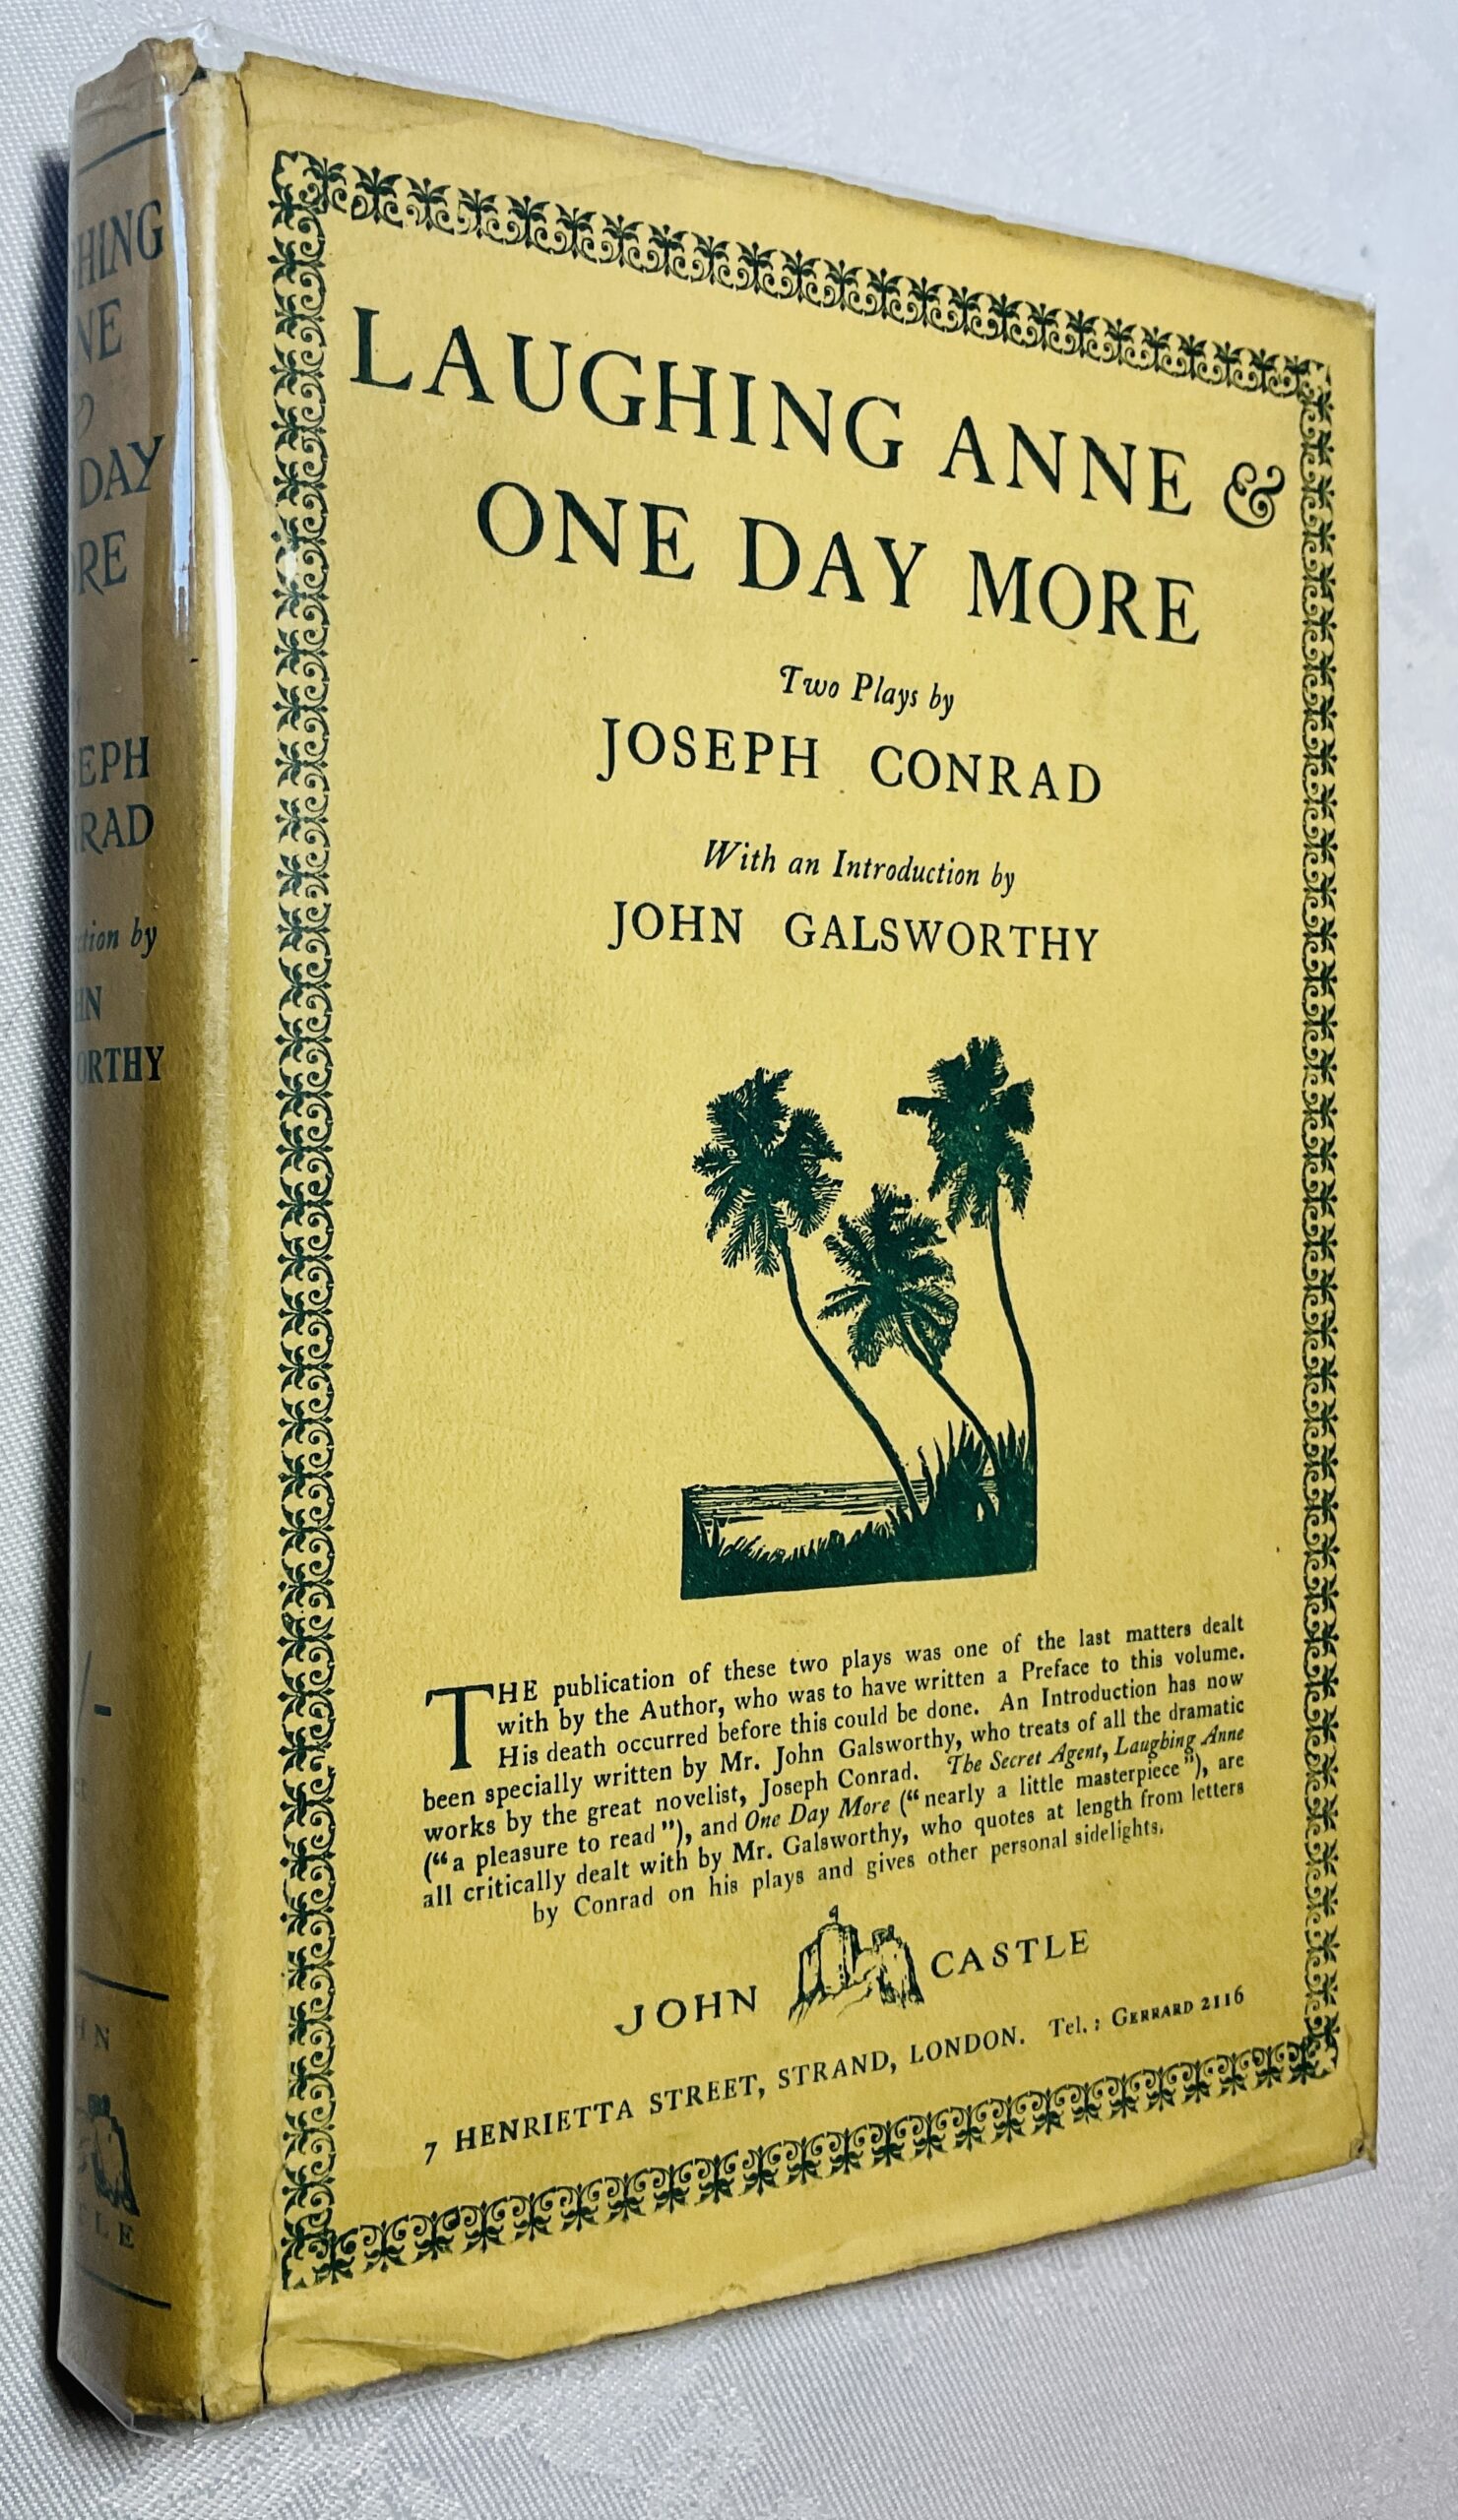 LAUGHING ANNE &
ONE DAY MORE
Two Plays by
JOSEPH CONRAD
With an Introduction by
JOHN GALSWORTHY
THE publication of these two plays was one of the last matters dealt
with by the Author, who was to have written a Preface to this volume.
His death occurred before this could be done. An Introduction has now
been specially written by Mr. John Galsworthy, who treats of all the dramatic
works by the great novelist, Joseph Conrad. The Secret Agent, Laughing Anne
("a pleasure to read"), and One Day More ("nearly a little masterpiece"), are
all critically dealt with by Mr. Galsworthy, who quotes at length from letters
by Conrad on his plays and gives other personal sidelights.
JOHN CASTLE
7 HENRIETTA STREET, STRAND, LONDON. Tel.: GERRARD 2116
HING
NE
DAY
RE
EPH
RAD
tion by
HN
ORTHY
/-
HN
LE